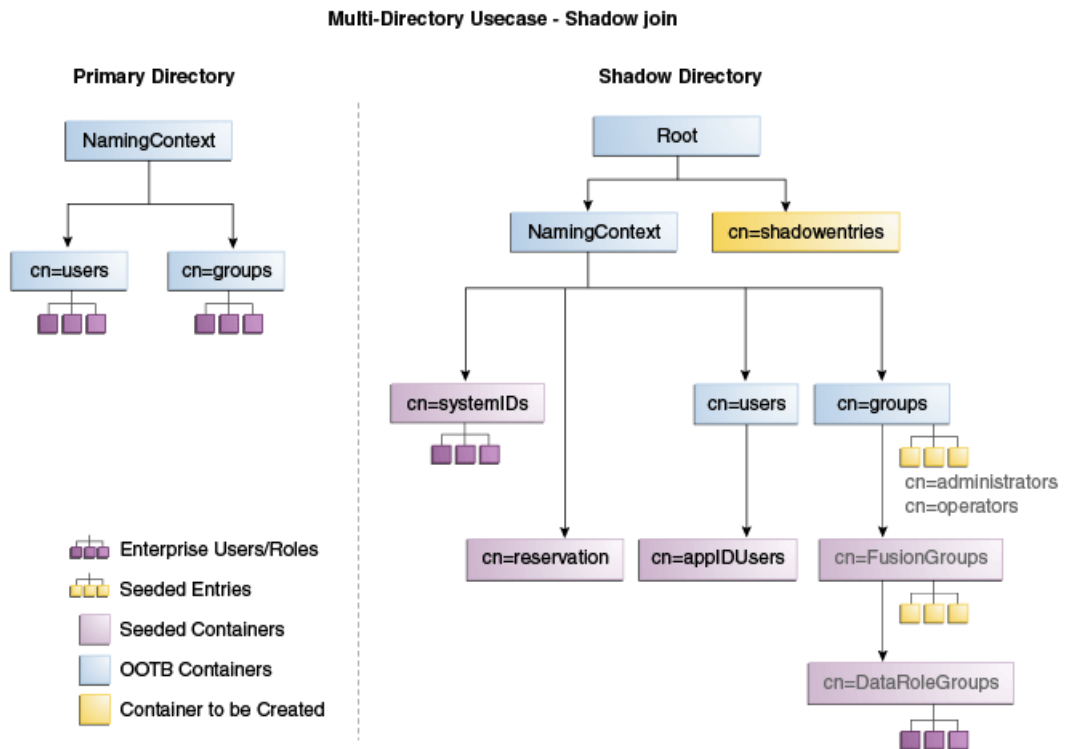 Multi-Directory Usecase - Shadow join
Primary Directory
NamingContext
cn=users
cn=groups
Shadow Directory
Root
NamingContext
cn=shadowentries
cn=systemIDs
cn=users
cn=groups
cn=administrators
cn=operators
cn=reservation
cn=appIDUsers
cn=FusionGroups
cn=DataRoleGroups
Enterprise Users/Roles
Seeded Entries
Seeded Containers
OOTB Containers
Container to be Created